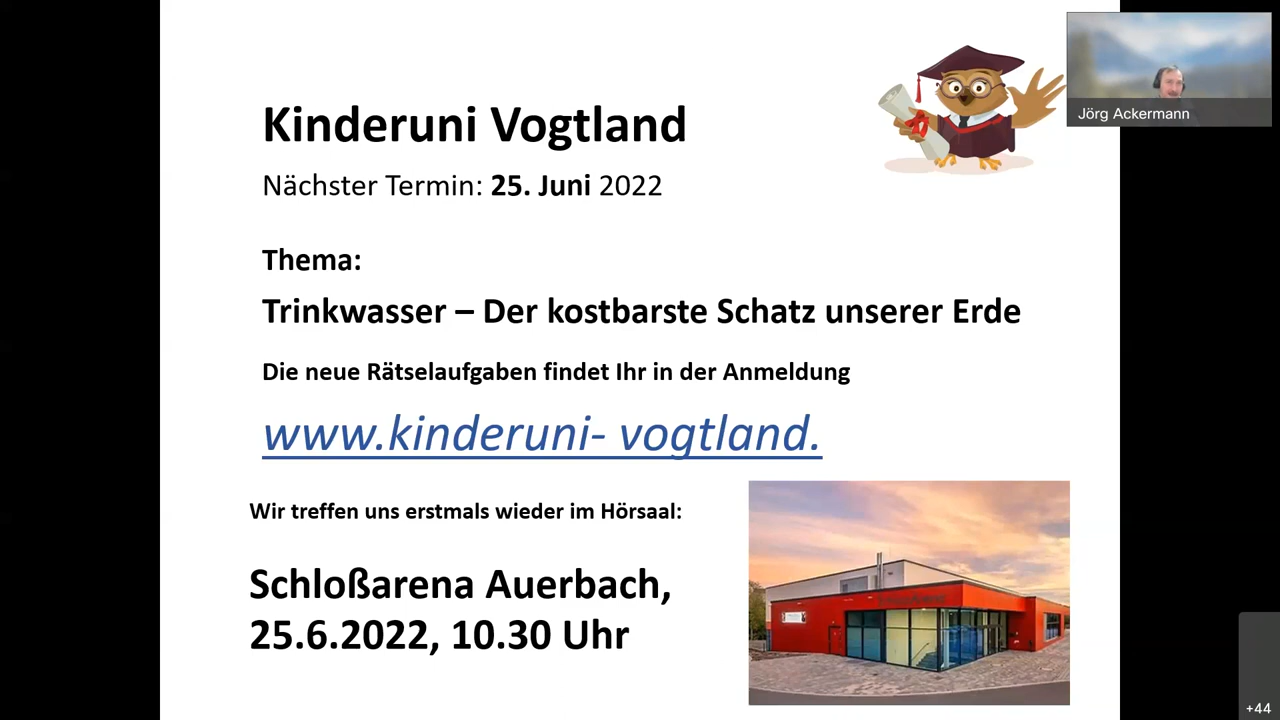 Kinderuni Vogtland
Nächster Termin: 25. Juni 2022
Thema:
Trinkwasser – Der kostbarste Schatz unserer Erde
Die neue Rätselaufgaben findet Ihr in der Anmeldung
www.kinderuni- vogtland.
Wir treffen uns erstmals wieder im Hörsaal:
Schloßarena Auerbach,
25.6.2022, 10.30 Uhr
Jörg Ackermann
+44